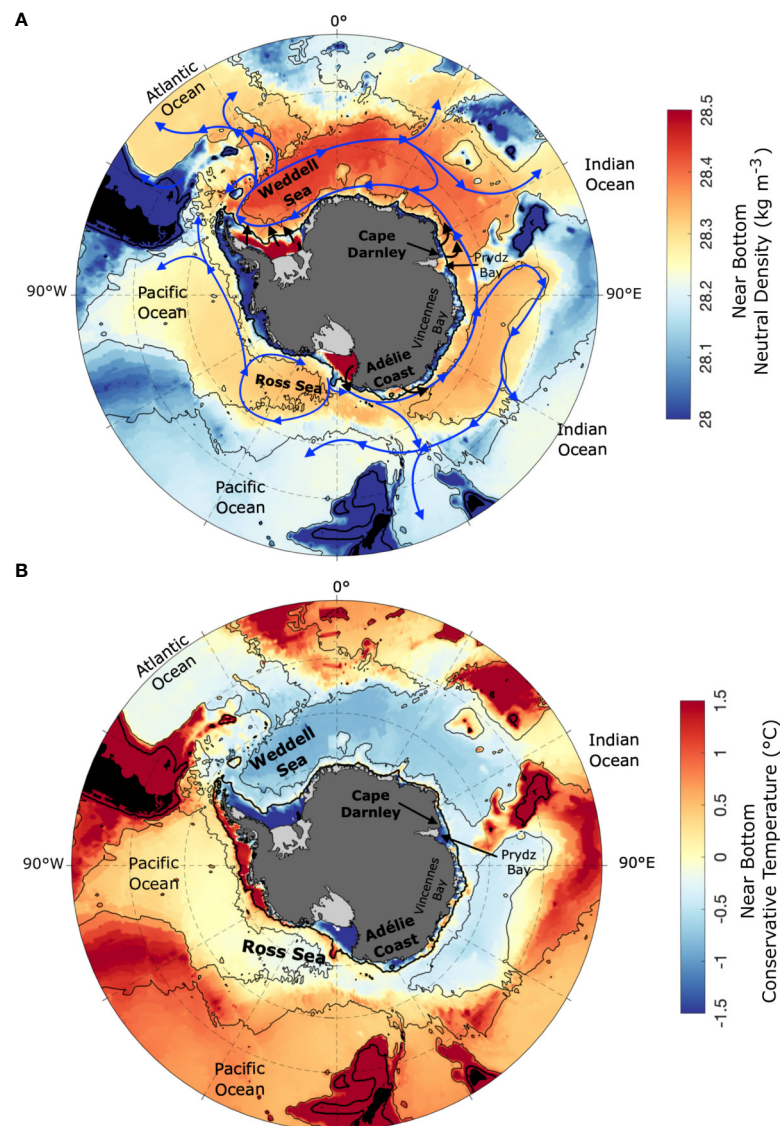 A
0°
Atlantic
Ocean
Weddell
Sea
Indian
Ocean
Cape
Darnley
Prydz
Bay
90°W
90°E
Pacific
Ocean
Vincennes
Bay
Adélie
Coast
Ross Sea
Indian
Ocean
Pacific
Ocean
28.5
28.4
28.3
28.2
28.1
28
Near Bottom
Neutral Density (kg m⁻³)
B
0°
Atlantic
Ocean
Weddell
Sea
Indian
Ocean
Cape
Darnley
Prydz
Bay
90°W
90°E
Pacific
Ocean
Vincennes
Bay
Adélie
Coast
Ross Sea
Pacific
Ocean
1.5
1
0.5
0
-0.5
-1
-1.5
Near Bottom
Conservative Temperature (°C)